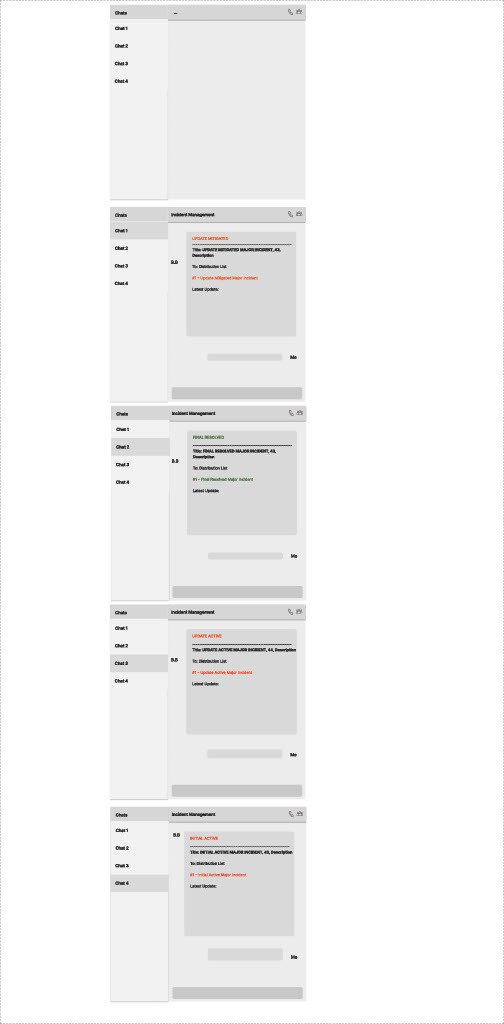 Chats
...
Chat 1
Chat 2
Chat 3
Chat 4
Chats
Incident Management
Chat 1
Chat 2
Chat 3
Chat 4
UPDATE MITIGATED
B.B
Title: UPDATE MITIGATED MAJOR INCIDENT, 43,
Description
To: Distribution List
#1 - Update Mitigated Major Incident
Latest Update:
Me
Chats
Incident Management
Chat 1
Chat 2
Chat 3
Chat 4
FINAL RESOLVED
B.B
Title: FINAL RESOLVED MAJOR INCIDENT, 43,
Description
To: Distribution List
#1 - Final Resolved Major Incident
Latest Update
Me
Chats
Incident Management
Chat 1
Chat 2
Chat 3
Chat 4
UPDATE ACTIVE
B.B
Title: UPDATE ACTIVE MAJOR INCIDENT, 44, Description
To: Distribution List
#1 - Update Active Major Incident
Latest Update:
Me
Chats
Incident Management
Chat 1
Chat 2
Chat 3
Chat 4
B.B
INITIAL ACTIVE
Title: INITIAL ACTIVE MAJOR INCIDENT, 43, Description
To: Distribution List
#1 - Initial Active Major Incident
Latest Update:
Me